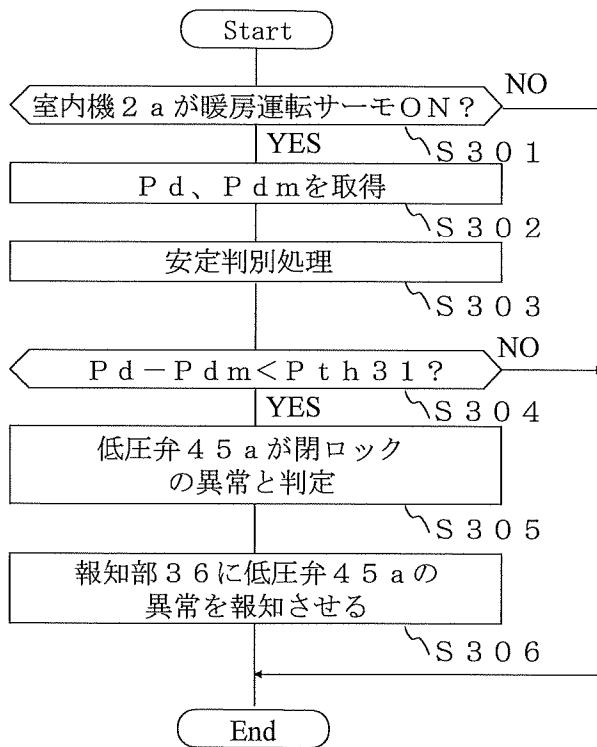 Start
室内機２ａが暖房運転サーモＯＮ？
NO
YES
Ｓ３０１
Ｐｄ、Ｐｄｍを取得
Ｓ３０２
安定判別処理
Ｓ３０３
Ｐｄ－Ｐｄｍ＜Ｐｔｈ３１？
NO
YES
Ｓ３０４
低圧弁４５ａが閉ロック
の異常と判定
Ｓ３０５
報知部３６に低圧弁４５ａの
異常を報知させる
Ｓ３０６
End